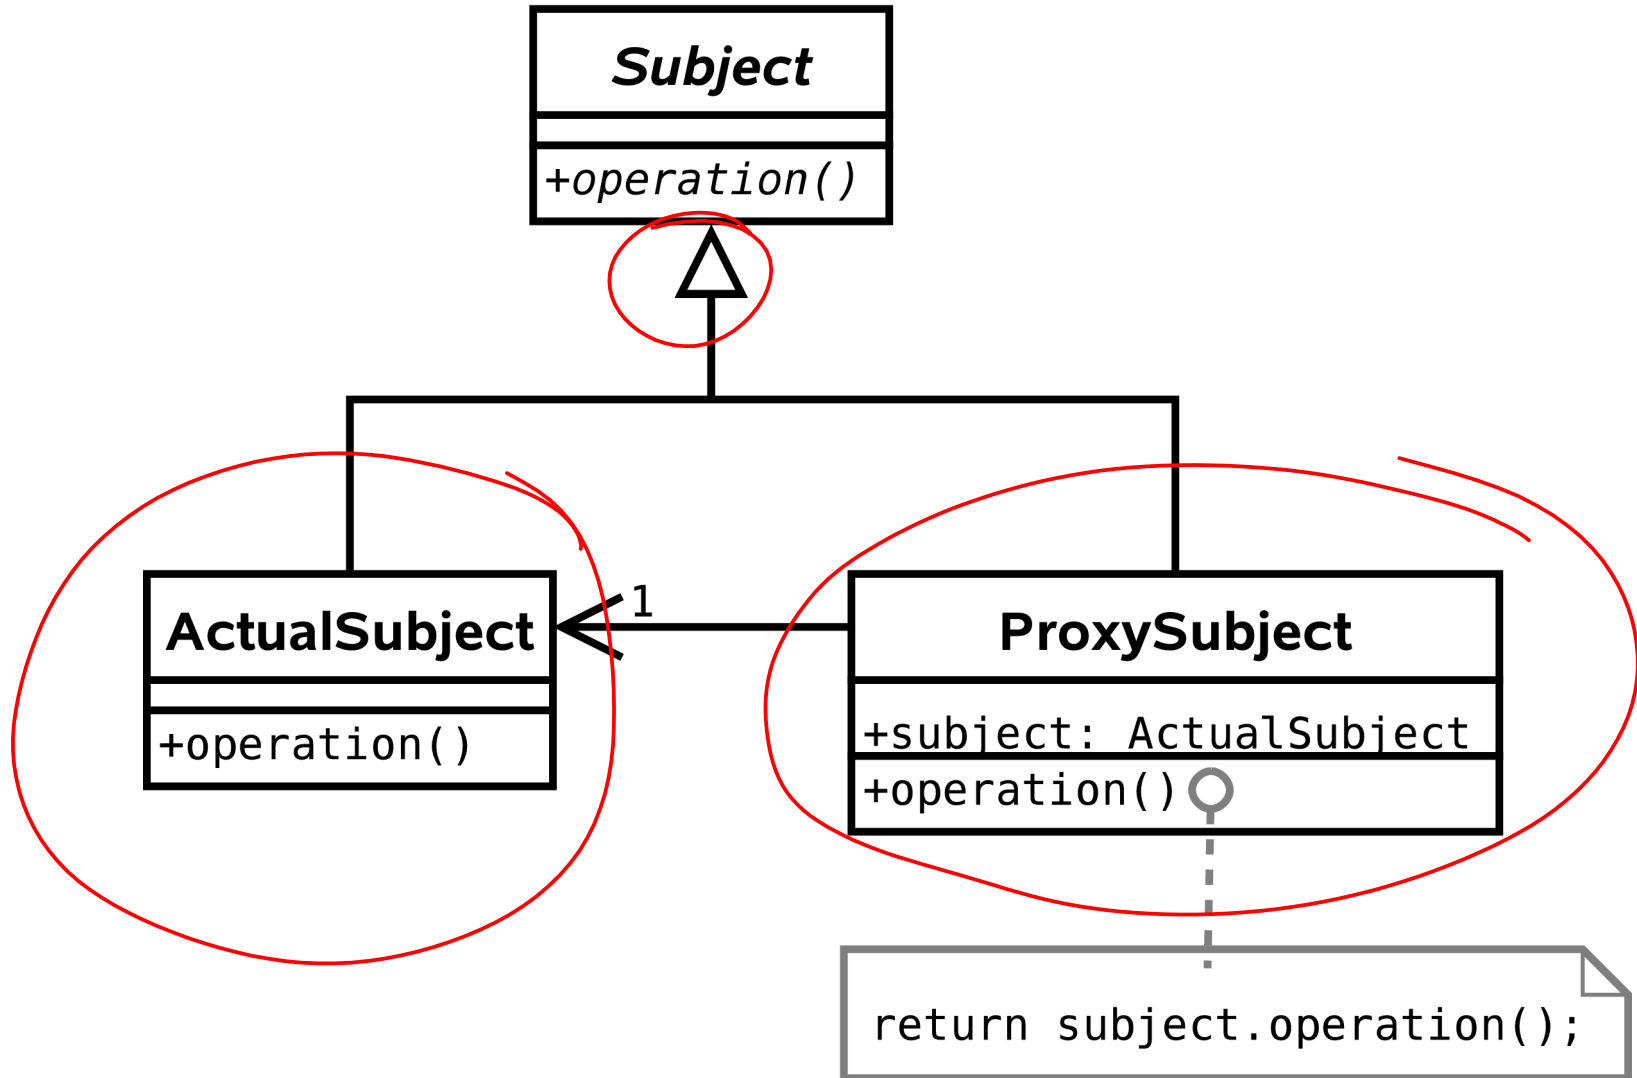 Subject
+operation()
ActualSubject
+operation()
1
ProxySubject
+subject: ActualSubject
+operation()
return subject.operation();